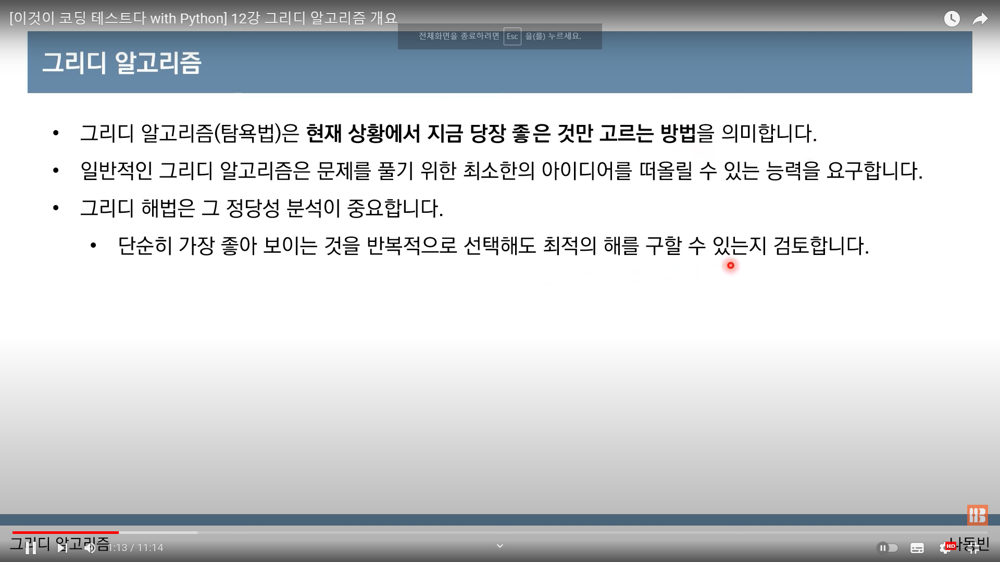 [이것이 코딩 테스트다 with Python] 12강 그리디 알고리즘 개요
전체화면을 종료하려면 Esc 을(를) 누르세요.
그리디 알고리즘
• 그리디 알고리즘(탐욕법)은 현재 상황에서 지금 당장 좋은 것만 고르는 방법을 의미합니다.
• 일반적인 그리디 알고리즘은 문제를 풀기 위한 최소한의 아이디어를 떠올릴 수 있는 능력을 요구합니다.
• 그리디 해법은 그 정당성 분석이 중요합니다.
• 단순히 가장 좋아 보이는 것을 반복적으로 선택해도 최적의 해를 구할 수 있는지 검토합니다.
그리디 알고리즘
나동빈
1:13 / 11:14
HD